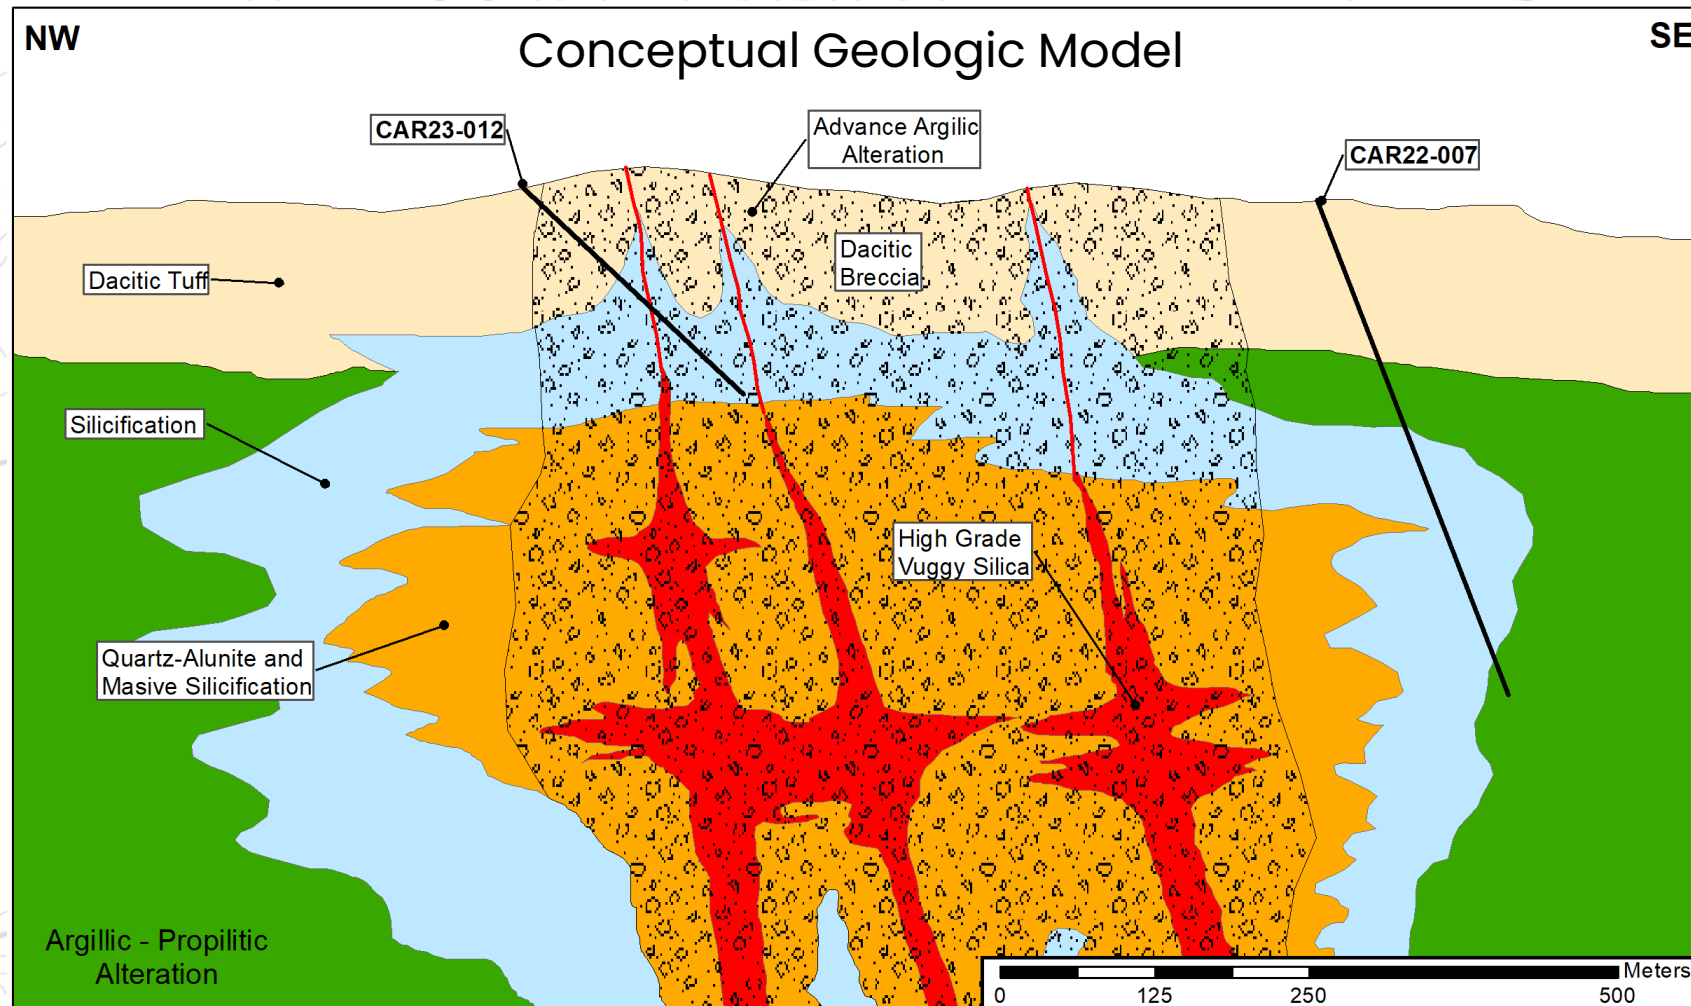 NW
Conceptual Geologic Model
SE
CAR23-012
Advance Argilic
Alteration
CAR22-007
Dacitic Tuff
Dacitic
Breccia
Silicification
High Grade
Vuggy Silica
Quartz-Alunite and
Masive Silicification
Argillic - Propilitic
Alteration
Meters
0 125 250 500